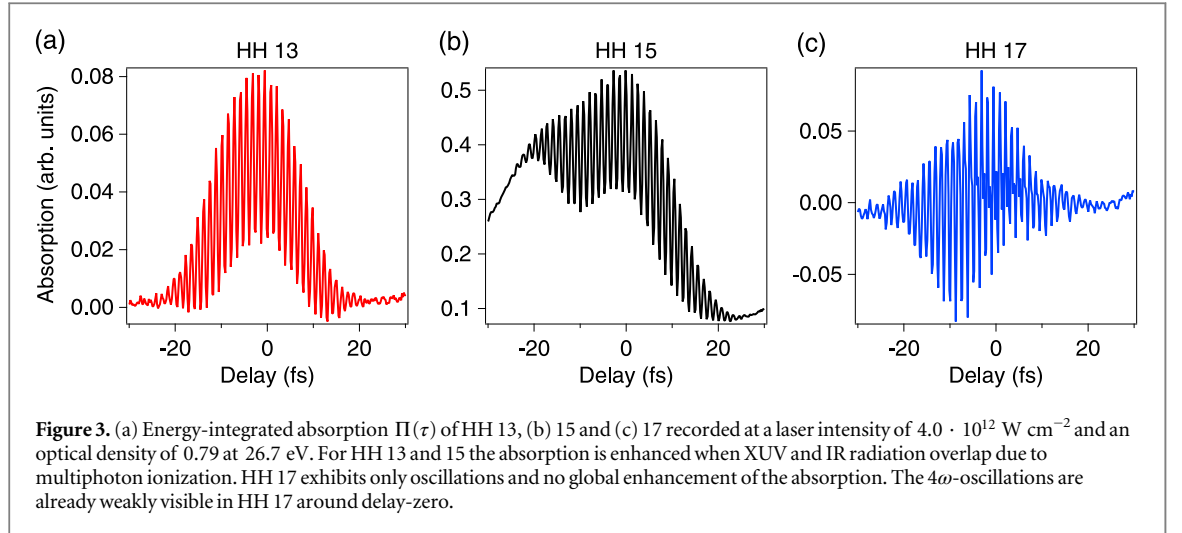 (a)
HH 13
(b)
HH 15
(c)
HH 17
Absorption (arb. units)
0.08
0.06
0.04
0.02
0.00
-20
0
20
Delay (fs)
0.5
0.4
0.3
0.2
0.1
-20
0
20
Delay (fs)
0.05
0.00
-0.05
-20
0
20
Delay (fs)
Figure 3. (a) Energy-integrated absorption Π(τ) of HH 13, (b) 15 and (c) 17 recorded at a laser intensity of 4.0 · 10¹² W cm⁻² and an
optical density of 0.79 at 26.7 eV. For HH 13 and 15 the absorption is enhanced when XUV and IR radiation overlap due to
multiphoton ionization. HH 17 exhibits only oscillations and no global enhancement of the absorption. The 4ω-oscillations are
already weakly visible in HH 17 around delay-zero.